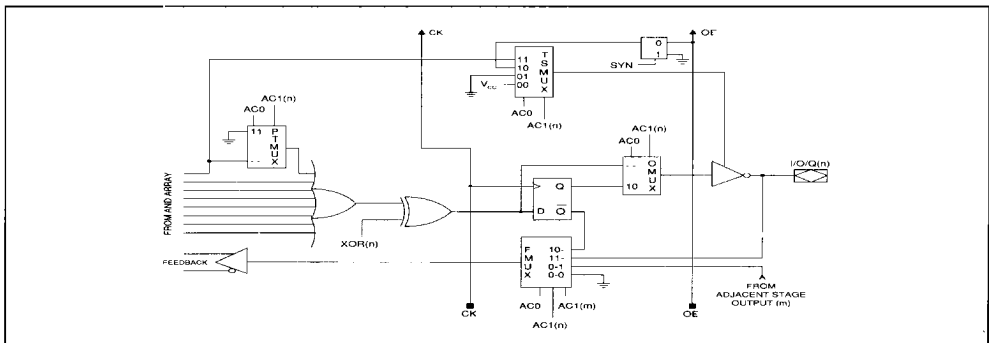 CK
OE
T
S
M
U
X
11
10
01
00
V_CC
AC0
AC1(n)
0
1
SYN
AC1(n)
AC0
11
P
T
M
U
X
--
AC1(n)
AC0
--
10
O
M
U
X
I/O/Q(n)
FROM AND ARRAY
XOR(n)
Q
D
Q
FEEDBACK
F
M
U
X
10-
11-
0-1
0-0
AC0
AC1(m)
AC1(n)
FROM
ADJACENT STAGE
OUTPUT (m)
CK
OE